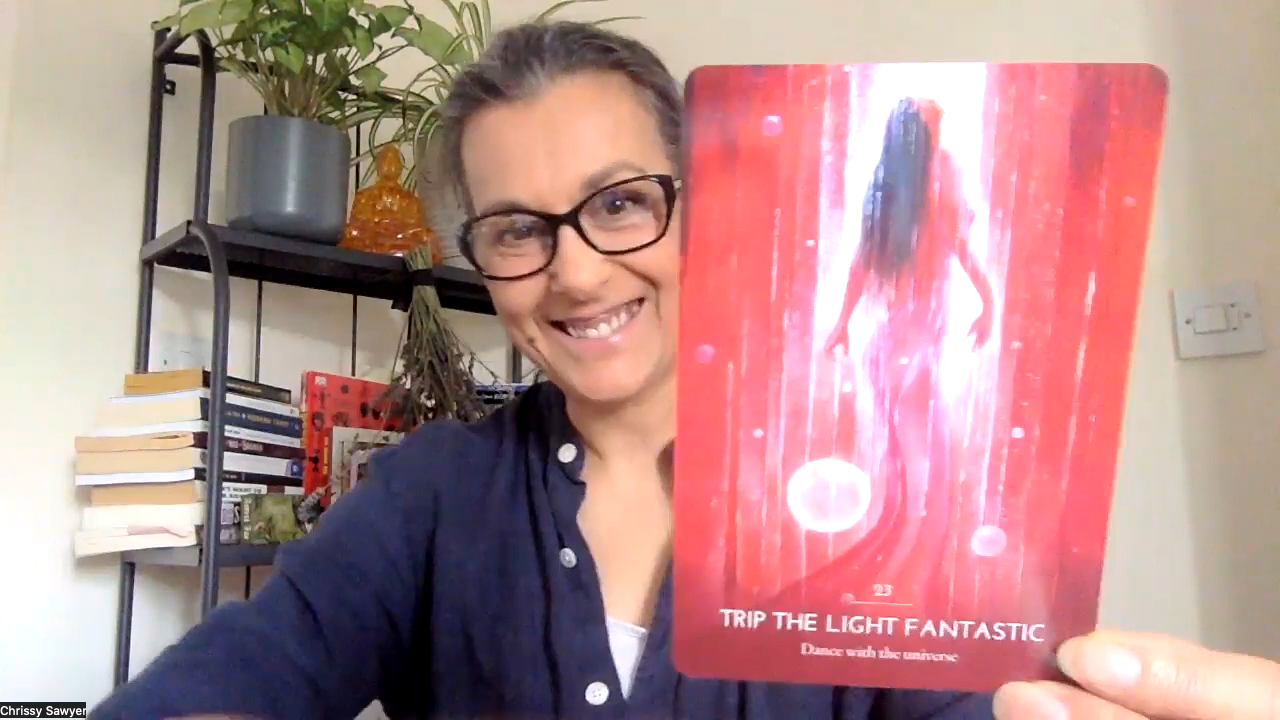 23
TRIP THE LIGHT FANTASTIC
Dance with the universe
Chrissy Sawyer